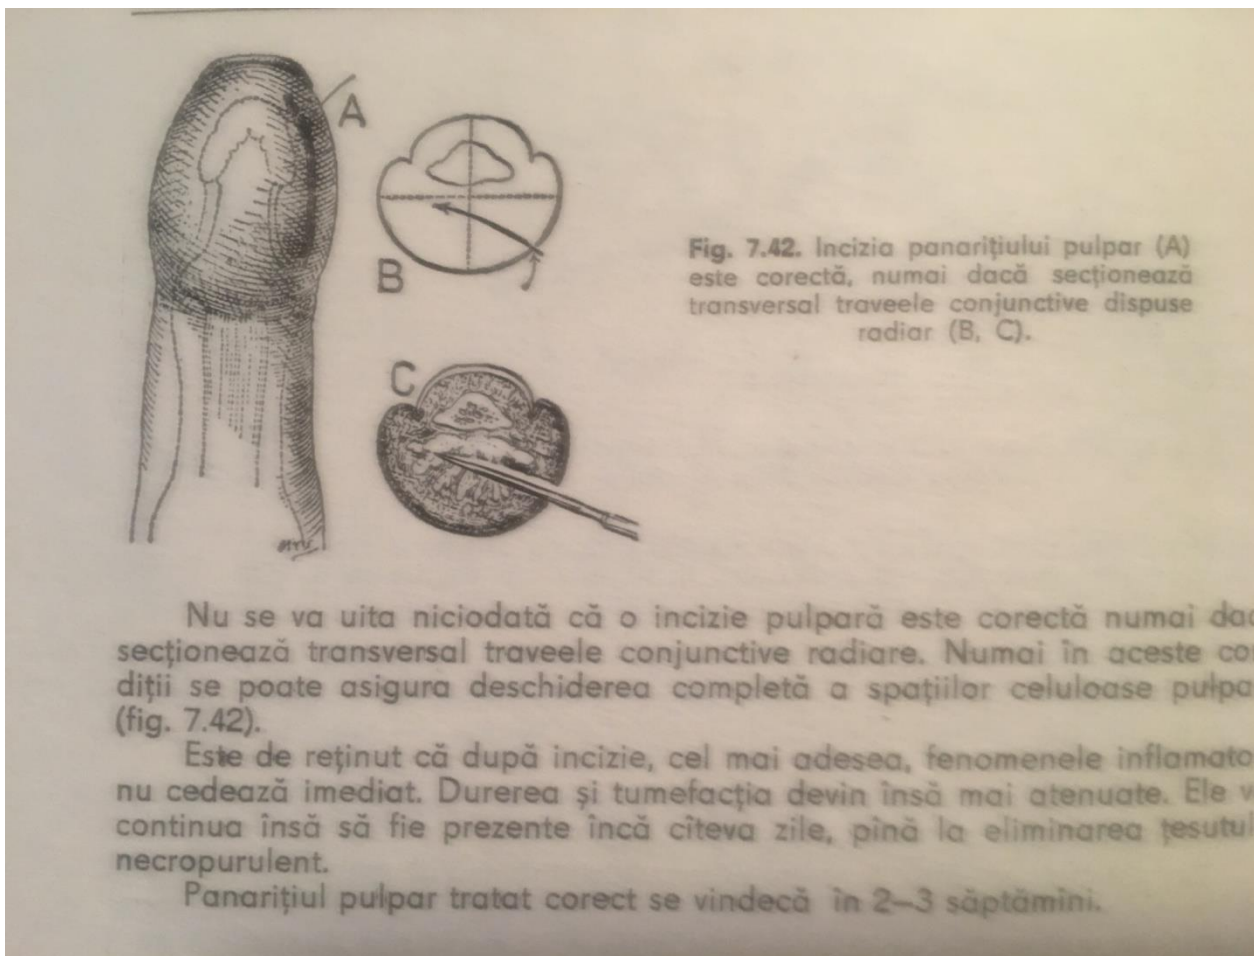 A
B
C
Fig. 7.42. Incizia panarițiului pulpar (A)
este corectă, numai dacă secționează
transversal traveele conjunctive dispuse
radiar (B, C).
Nu se va uita niciodată că o incizie pulpară este corectă numai dac
secționează transversal traveele conjunctive radiare. Numai în aceste co
diții se poate asigura deschiderea completă a spațiilor celuloase pulpa
(fig. 7.42).
Este de reținut că după incizie, cel mai adesea, fenomenele inflamato
nu cedează imediat. Durerea și tumefacția devin însă mai atenuate. Ele v
continua însă să fie prezente încă cîteva zile, pînă la eliminarea țesutul
necropurulent.
Panarițiul pulpar tratat corect se vindecă în 2—3 săptămîni.